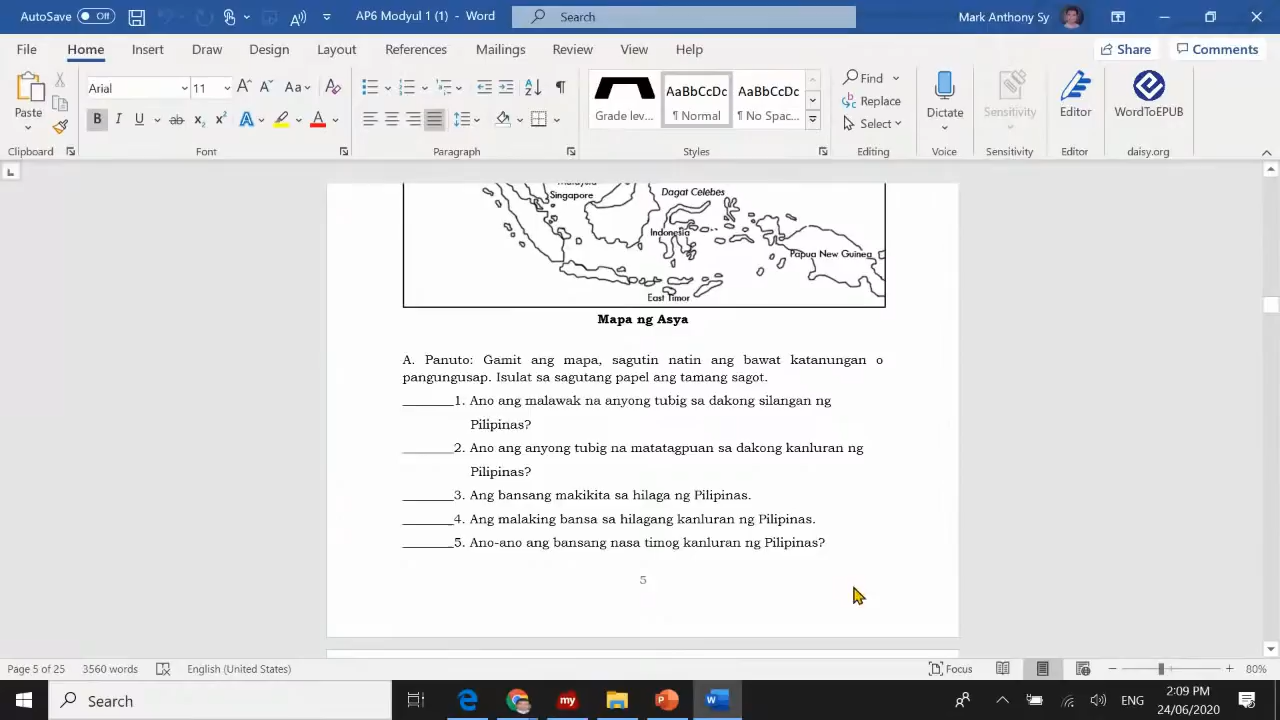 AutoSave Off AP6 Modyul 1 (1) - Word Search Mark Anthony Sy
File Home Insert Draw Design Layout References Mailings Review View Help Share Comments
Paste
Arial 11
AaBbCcDc AaBbCcDc
Grade lev... ¶ Normal ¶ No Spac...
Find
Replace
Select
Dictate Sensitivity Editor WordToEPUB
Clipboard Font Paragraph Styles Editing Voice Sensitivity Editor daisy.org
Malaysia
Singapore
Dagat Celebes
Indonesia
Papua New Guinea
East Timor
Mapa ng Asya
A. Panuto: Gamit ang mapa, sagutin natin ang bawat katanungan o
pangungusap. Isulat sa sagutang papel ang tamang sagot.
_______1. Ano ang malawak na anyong tubig sa dakong silangan ng
Pilipinas?
_______2. Ano ang anyong tubig na matatagpuan sa dakong kanluran ng
Pilipinas?
_______3. Ang bansang makikita sa hilaga ng Pilipinas.
_______4. Ang malaking bansa sa hilagang kanluran ng Pilipinas.
_______5. Ano-ano ang bansang nasa timog kanluran ng Pilipinas?
5
Page 5 of 25 3560 words English (United States) Focus 80%
Search my ENG 2:09 PM
24/06/2020